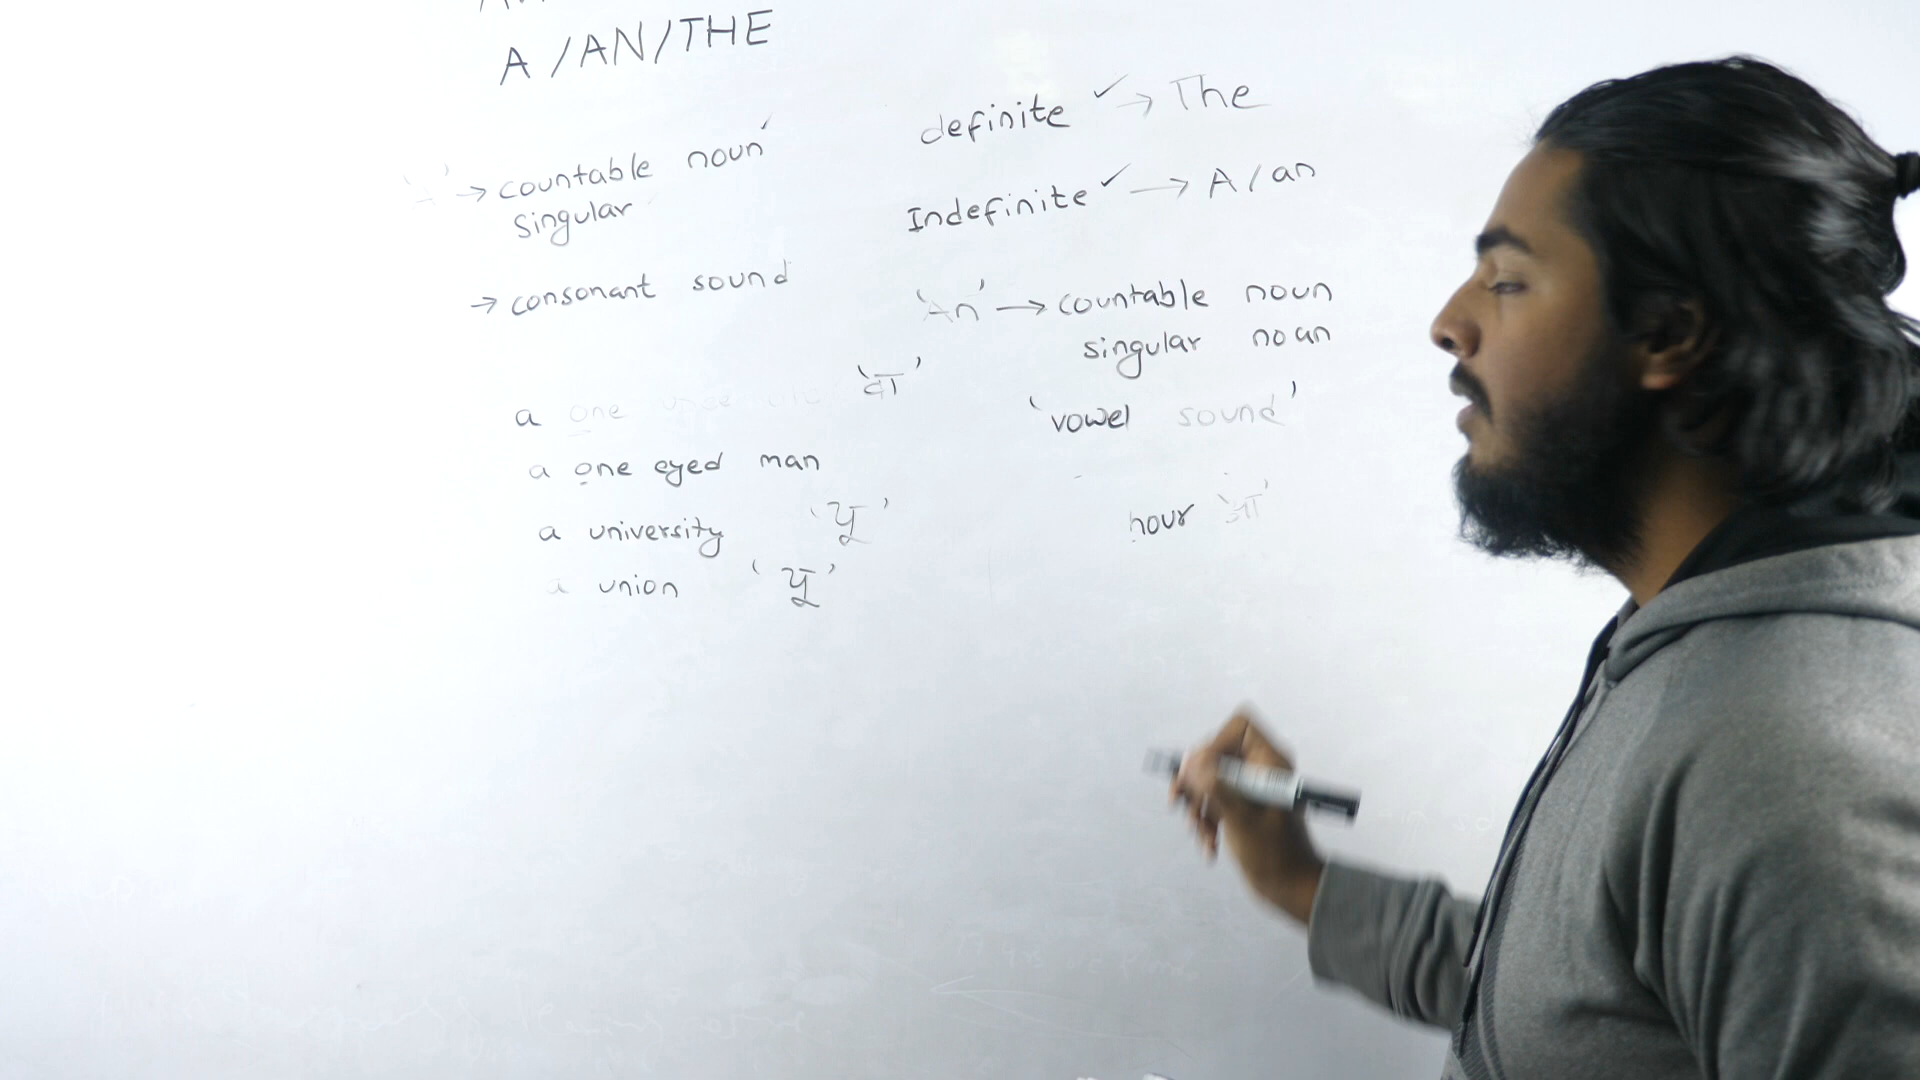 A/AN/THE
→ countable noun
singular
→ consonant sound
a one 'वा'
a one eyed man
a university 'यू'
a union 'यू'
definite ✓ → The
Indefinite ✓ → A/an
'An' → countable noun
singular noun
'vowel sound'
hour